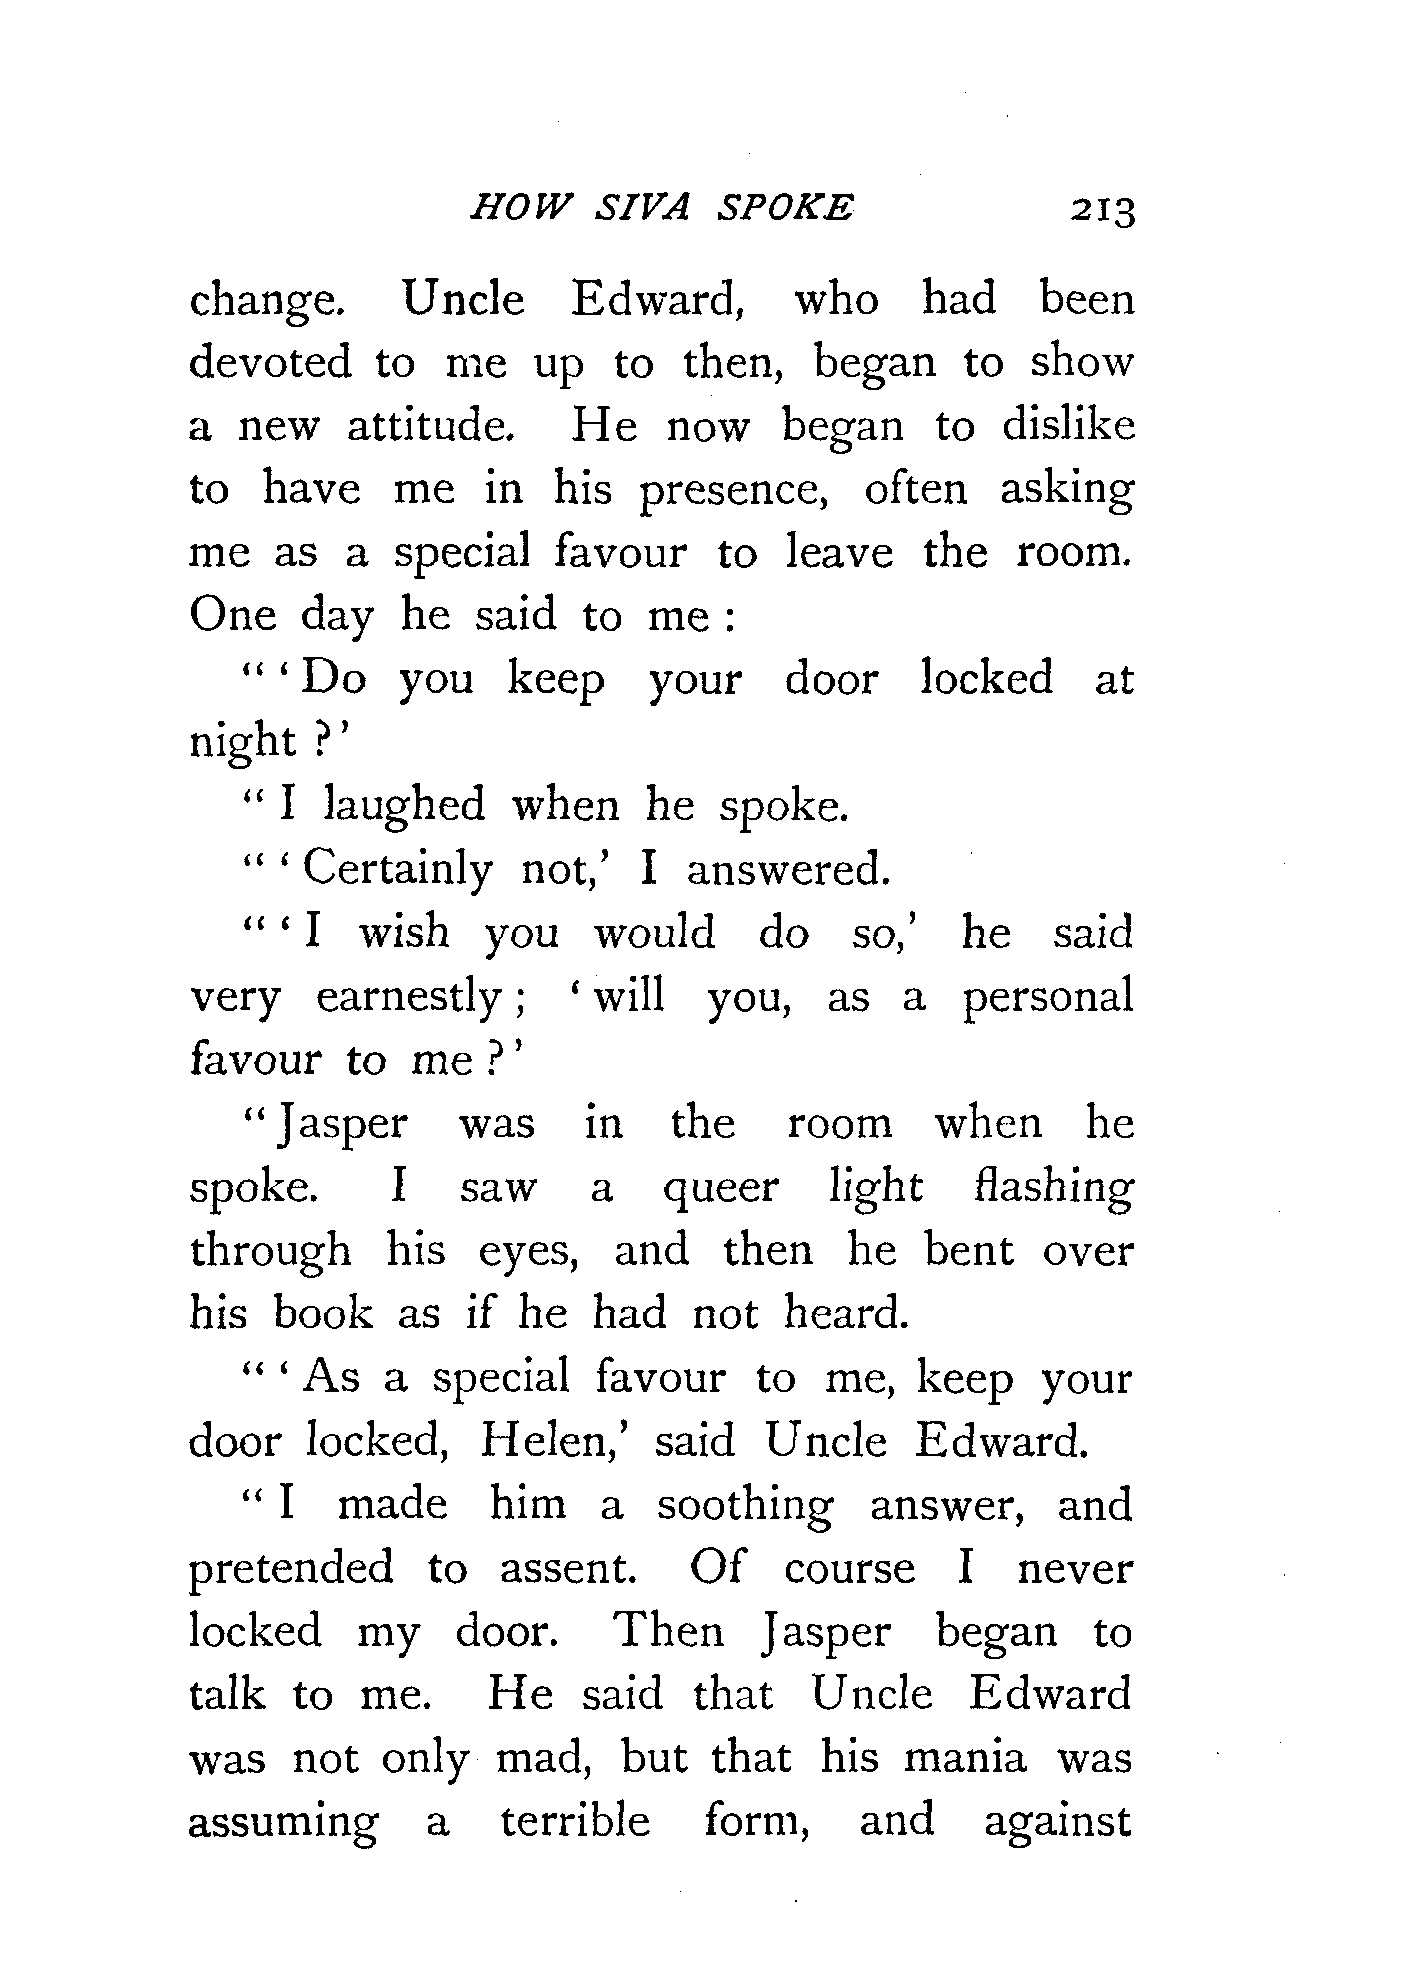 HOW SIVA SPOKE 213
change. Uncle Edward, who had been
devoted to me up to then, began to show
a new attitude. He now began to dislike
to have me in his presence, often asking
me as a special favour to leave the room.
One day he said to me :
“ ‘ Do you keep your door locked at
night ? ’
“ I laughed when he spoke.
“ ‘ Certainly not,’ I answered.
“ ‘ I wish you would do so,’ he said
very earnestly ; ‘ will you, as a personal
favour to me ? ’
“ Jasper was in the room when he
spoke. I saw a queer light flashing
through his eyes, and then he bent over
his book as if he had not heard.
“ ‘ As a special favour to me, keep your
door locked, Helen,’ said Uncle Edward.
“ I made him a soothing answer, and
pretended to assent. Of course I never
locked my door. Then Jasper began to
talk to me. He said that Uncle Edward
was not only mad, but that his mania was
assuming a terrible form, and against